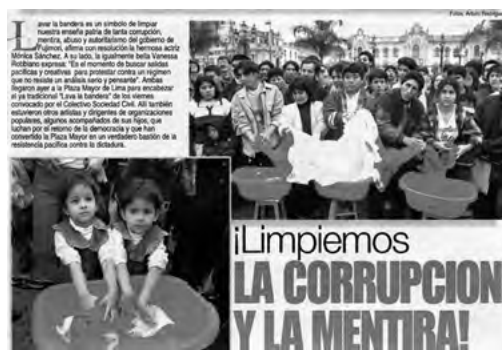 Fotos: Arturo
Lavar la bandera es un símbolo de limpiar
nuestra enseña patria de tanta corrupción,
mentira, abuso y autoritarismo del gobierno de
Fujimori, afirma con resolución la hermosa actriz
Mónica Sánchez. A su lado, la igualmente bella Vanessa
Robbiano expresa: "Es el momento de buscar salidas
pacíficas y creativas para protestar contra un régimen
que no resiste un análisis serio y pensante". Ambas
llegaron ayer a la Plaza Mayor de Lima para encabezar
el ya tradicional "Lava la bandera" de los viernes
convocado por el Colectivo Sociedad Civil. Allí también
estuvieron otros artistas y dirigentes de organizaciones
populares, algunos acompañados de sus hijos, que
luchan por el retorno de la democracia y que han
convertido la Plaza Mayor en un verdadero bastión de la
resistencia pacífica contra la dictadura.
¡Limpiemos
LA CORRUPCION
Y LA MENTIRA!